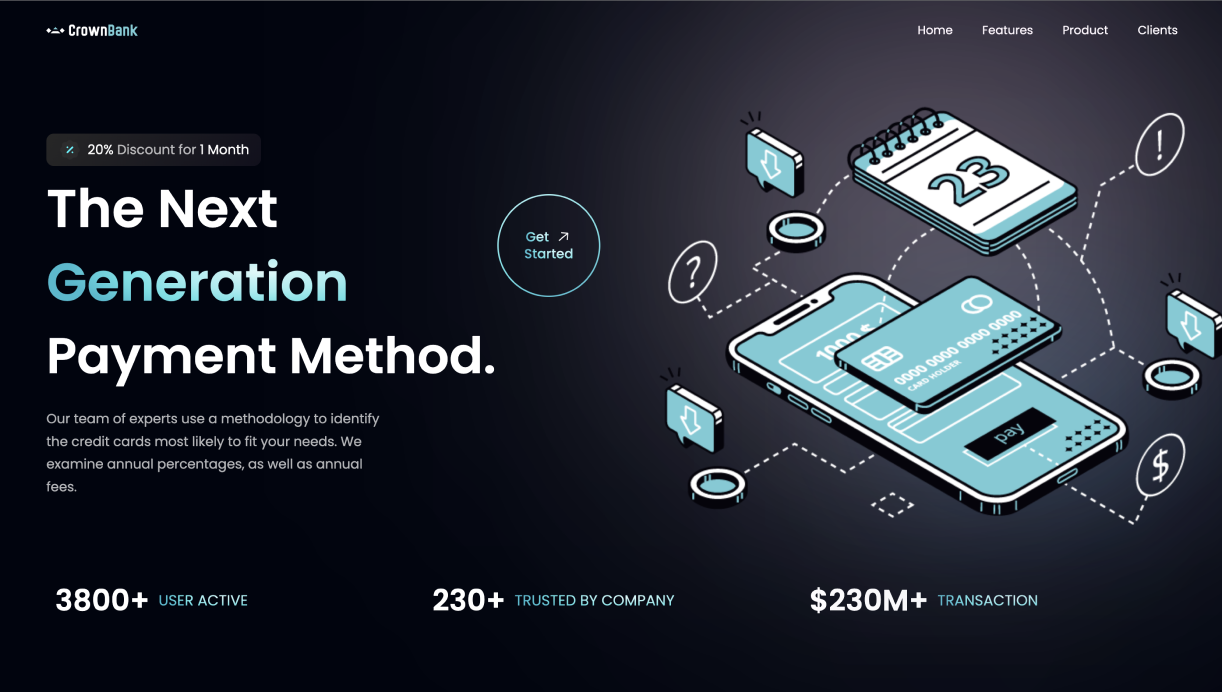 CrownBank
Home Features Product Clients
20% Discount for 1 Month
The Next
Generation
Payment Method.
Get
Started
Our team of experts use a methodology to identify
the credit cards most likely to fit your needs. We
examine annual percentages, as well as annual
fees.
23
!
?
1000 $
0000 0000 0000 0000
CARD HOLDER
pay
$
3800+ USER ACTIVE
230+ TRUSTED BY COMPANY
$230M+ TRANSACTION